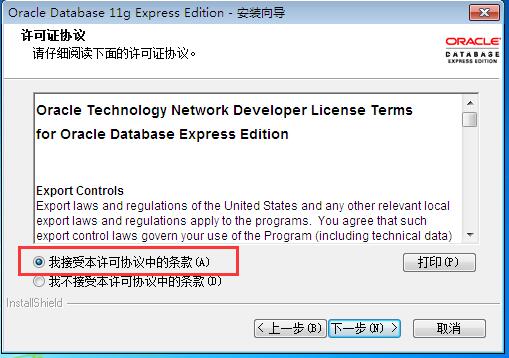 Oracle Database 11g Express Edition - 安装向导
许可证协议
请仔细阅读下面的许可证协议。
ORACLE
DATABASE
EXPRESS EDITION
Oracle Technology Network Developer License Terms
for Oracle Database Express Edition
Export Controls
Export laws and regulations of the United States and any other relevant local
export laws and regulations apply to the programs. You agree that such
export control laws govern your use of the Program (including technical data)
我接受本许可协议中的条款(A)
打印(P)
我不接受本许可协议中的条款(D)
InstallShield
< 上一步(B)
下一步(N) >
取消